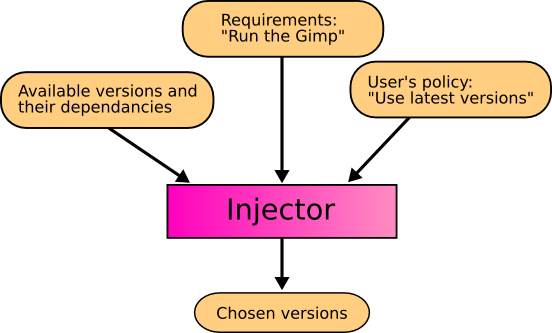 Requirements:
"Run the Gimp"
Available versions and
their dependancies
User's policy:
"Use latest versions"
Injector
Chosen versions